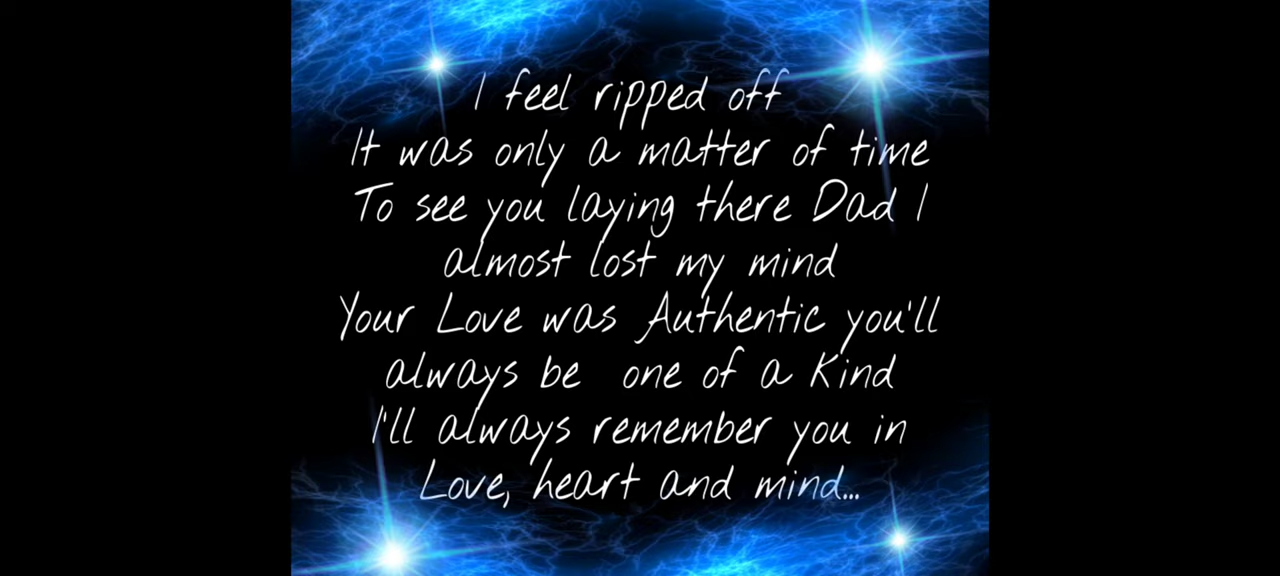 I feel ripped off
It was only a matter of time
To see you laying there Dad I
almost lost my mind
Your Love was Authentic you'll
always be one of a Kind
I'll always remember you in
Love, heart and mind...